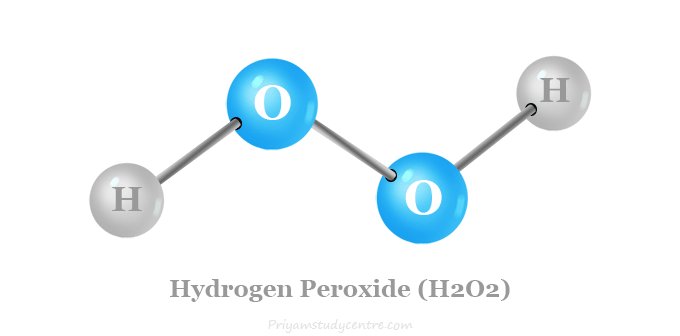 H
O
O
H
Hydrogen Peroxide (H2O2)
Priyamstudycentre.com